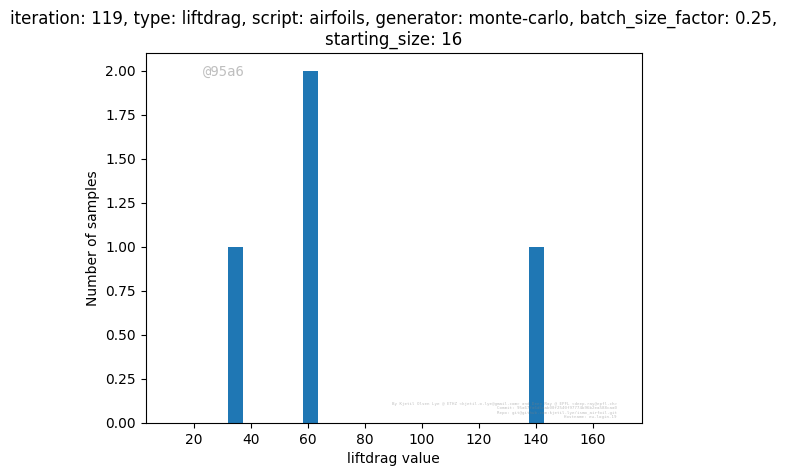 iteration: 119, type: liftdrag, script: airfoils, generator: monte-carlo, batch_size_factor: 0.25,
starting_size: 16
@95a6
2.00
1.75
1.50
1.25
1.00
0.75
0.50
0.25
0.00
Number of samples
20 40 60 80 100 120 140 160
liftdrag value